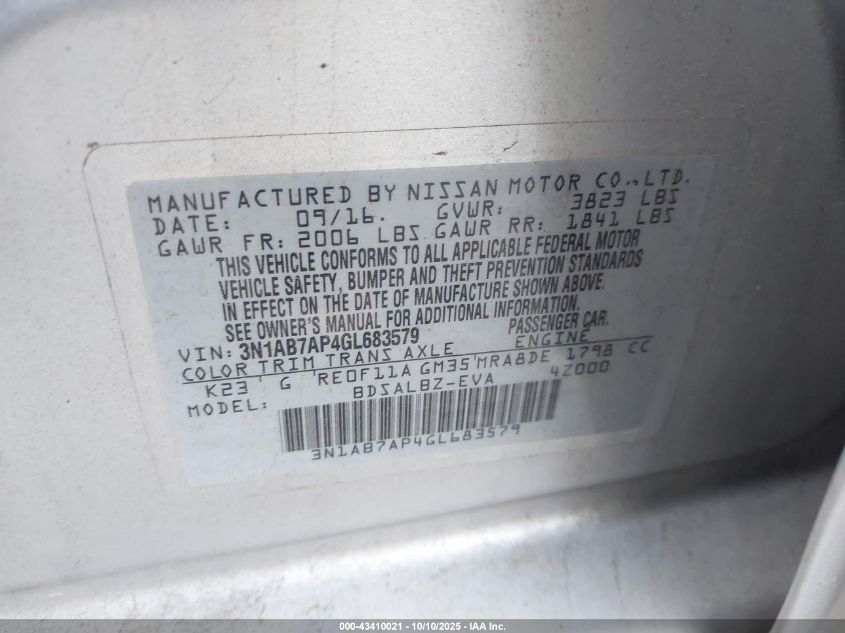 MANUFACTURED BY NISSAN MOTOR CO.,LTD.
DATE: 09/16. GVWR: 3823 LBS
GAWR FR: 2006 LBS GAWR RR: 1841 LBS
THIS VEHICLE CONFORMS TO ALL APPLICABLE FEDERAL MOTOR
VEHICLE SAFETY, BUMPER AND THEFT PREVENTION STANDARDS
IN EFFECT ON THE DATE OF MANUFACTURE SHOWN ABOVE.
SEE OWNER'S MANUAL FOR ADDITIONAL INFORMATION.
VIN: 3N1AB7AP4GL683579 PASSENGER CAR.
COLOR TRIM TRANS AXLE ENGINE
K23 G RE0F11A GM35 MRA8DE 1798 CC
MODEL: BDSALBZ-EVA 4Z000
3N1AB7AP4GL683579
000-43410021 - 10/10/2025 - IAA Inc.